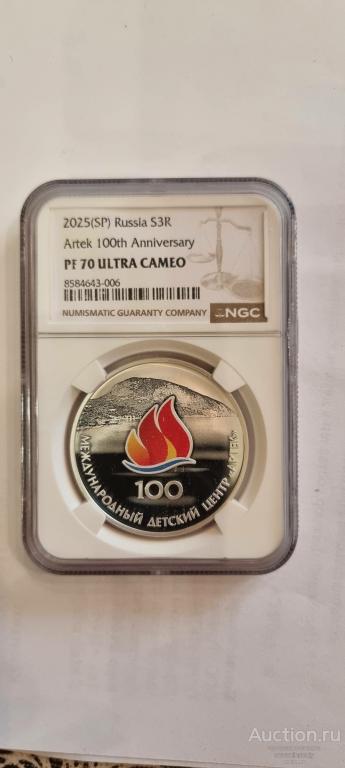 2025(SP) Russia S3R
Artek 100th Anniversary
PF 70 ULTRA CAMEO
8584643-006
NUMISMATIC GUARANTY COMPANY
NGC
100
МЕЖДУНАРОДНЫЙ ДЕТСКИЙ ЦЕНТР «АРТЕК»
Auction.ru